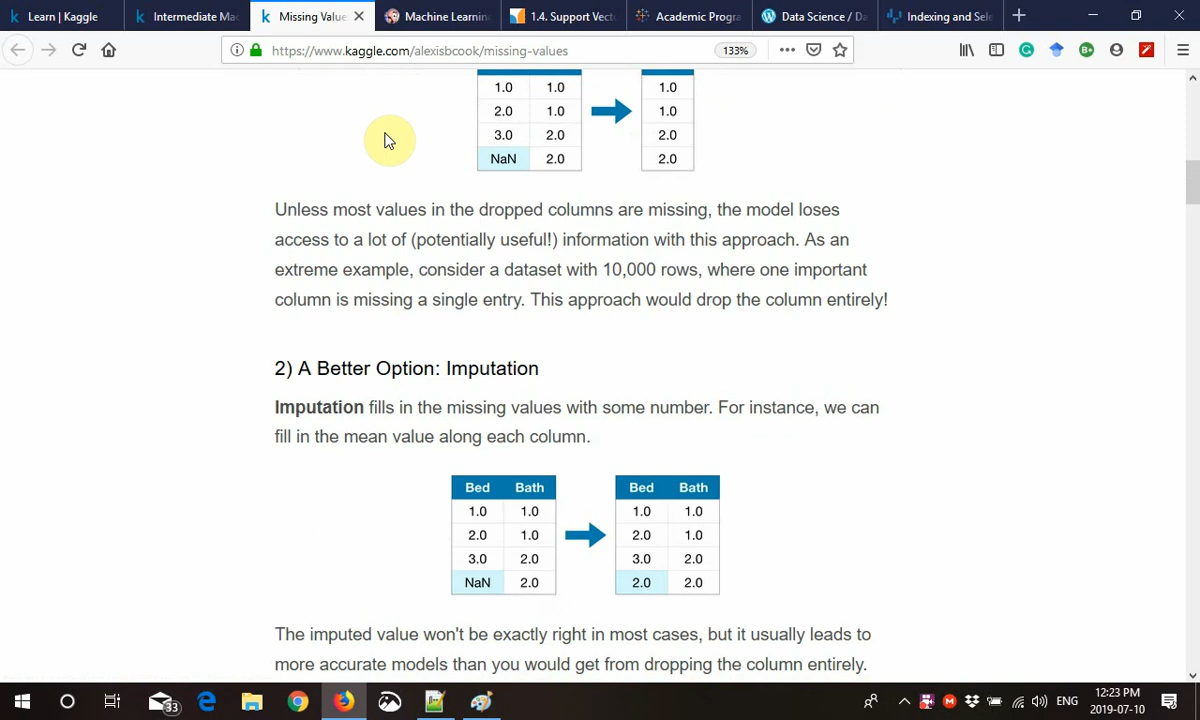 Learn | Kaggle
Intermediate Mac
Missing Value
Machine Learnin
1.4. Support Vect
Academic Progra
Data Science / Da
Indexing and Sele
https://www.kaggle.com/alexisbcook/missing-values
133%
1.0 1.0 1.0
2.0 1.0 1.0
3.0 2.0 2.0
NaN 2.0 2.0
Unless most values in the dropped columns are missing, the model loses
access to a lot of (potentially useful!) information with this approach. As an
extreme example, consider a dataset with 10,000 rows, where one important
column is missing a single entry. This approach would drop the column entirely!
2) A Better Option: Imputation
Imputation fills in the missing values with some number. For instance, we can
fill in the mean value along each column.
Bed Bath Bed Bath
1.0 1.0 1.0 1.0
2.0 1.0 2.0 1.0
3.0 2.0 3.0 2.0
NaN 2.0 2.0 2.0
The imputed value won't be exactly right in most cases, but it usually leads to
more accurate models than you would get from dropping the column entirely.
33
ENG
12:23 PM
2019-07-10